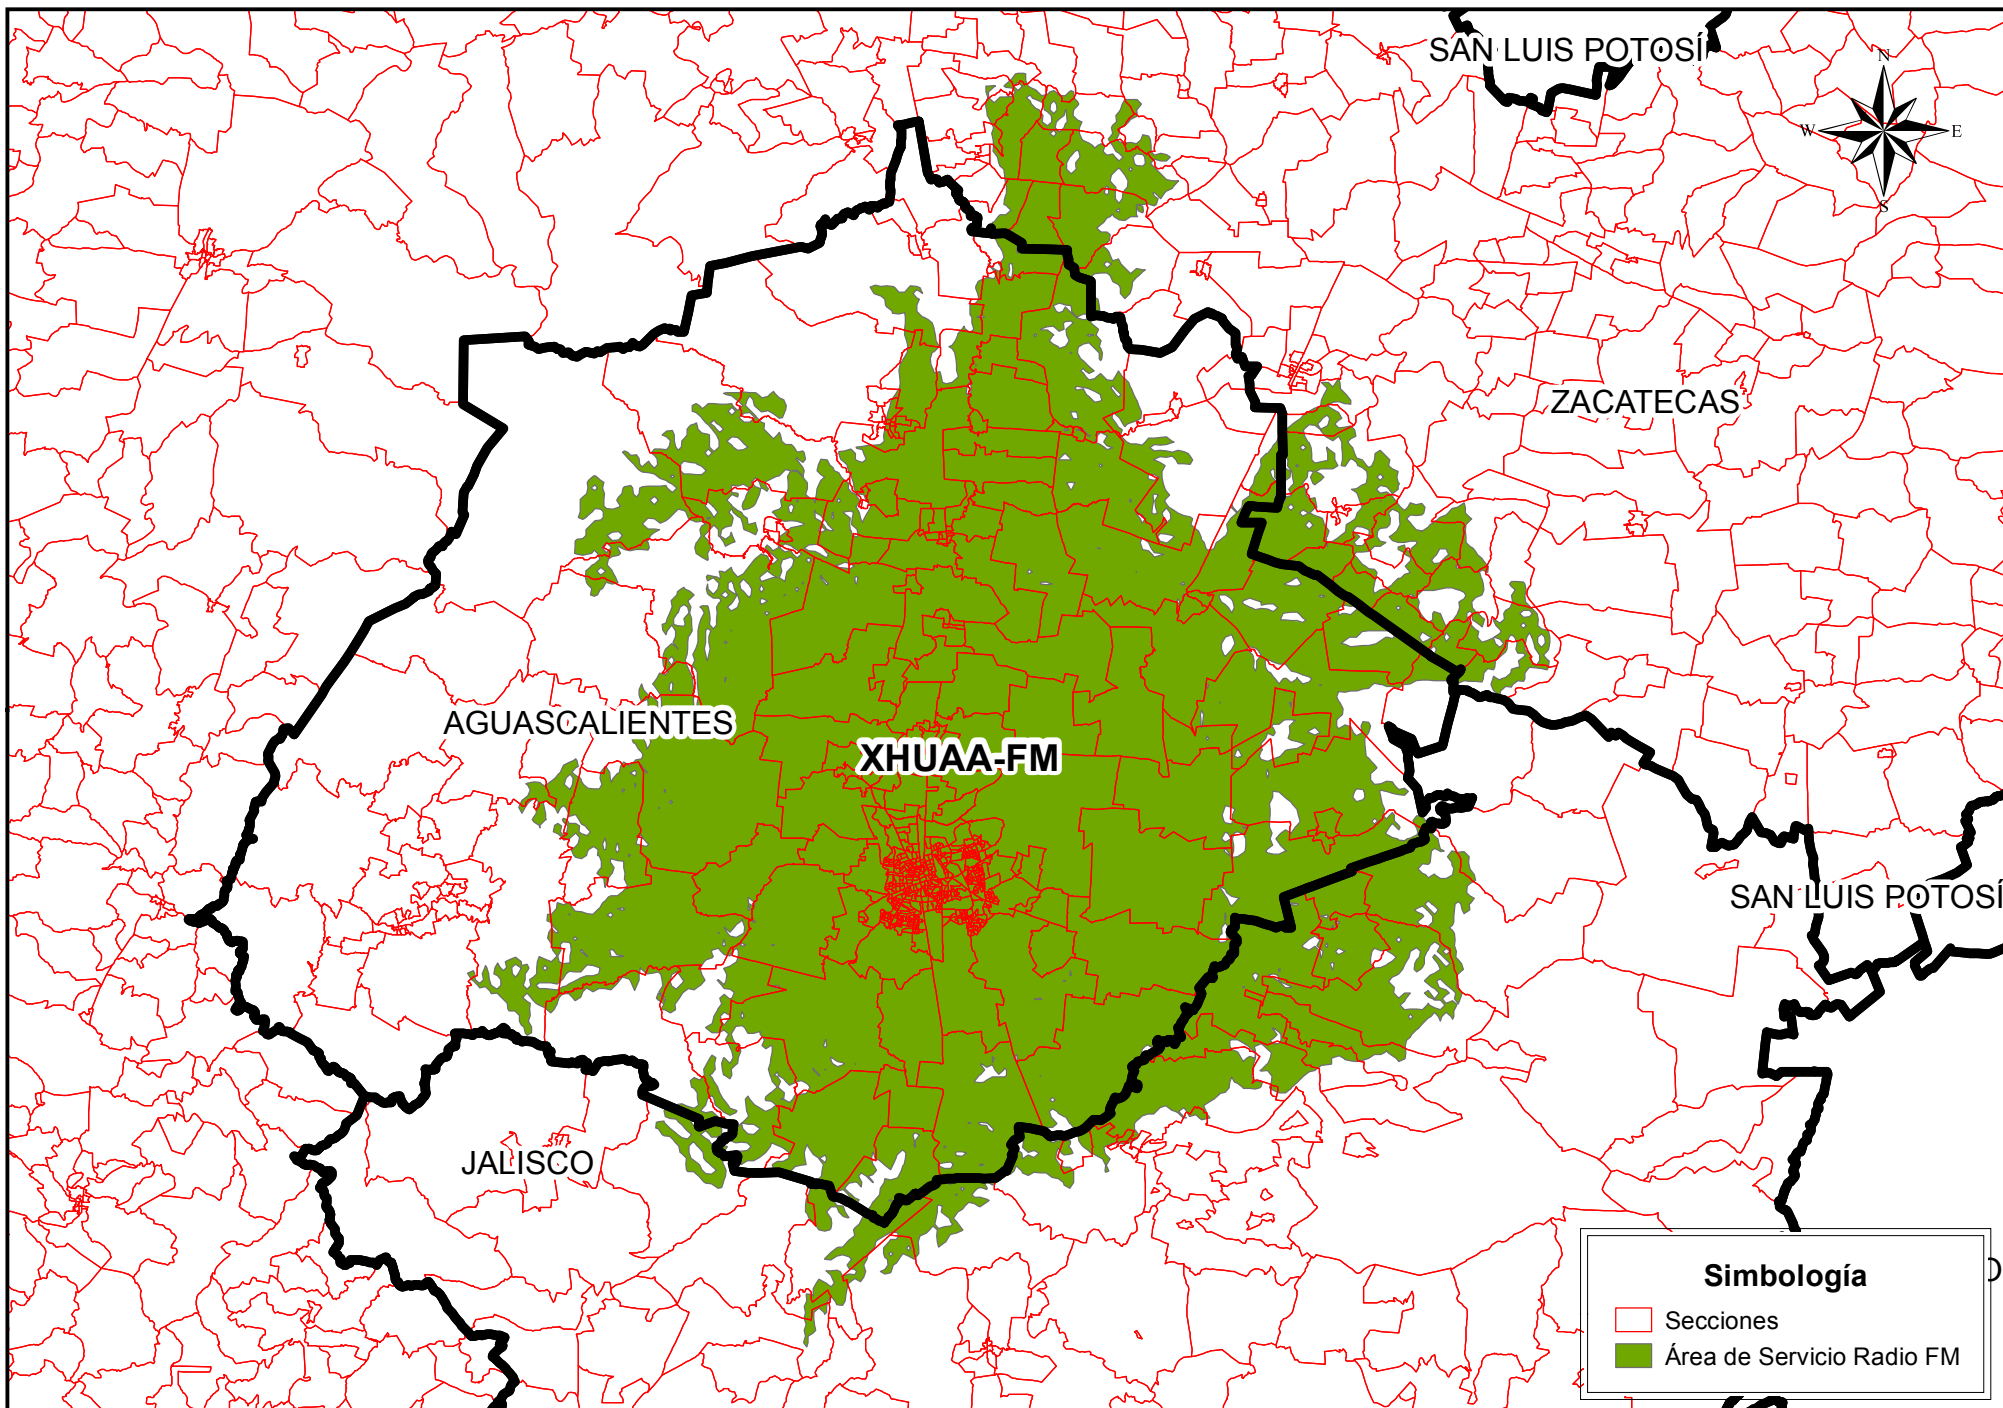 SAN LUIS POTOSÍ
N
W
E
S
ZACATECAS
AGUASCALIENTES
XHUAA-FM
SAN LUIS POTOSÍ
JALISCO
Simbología
Secciones
Área de Servicio Radio FM